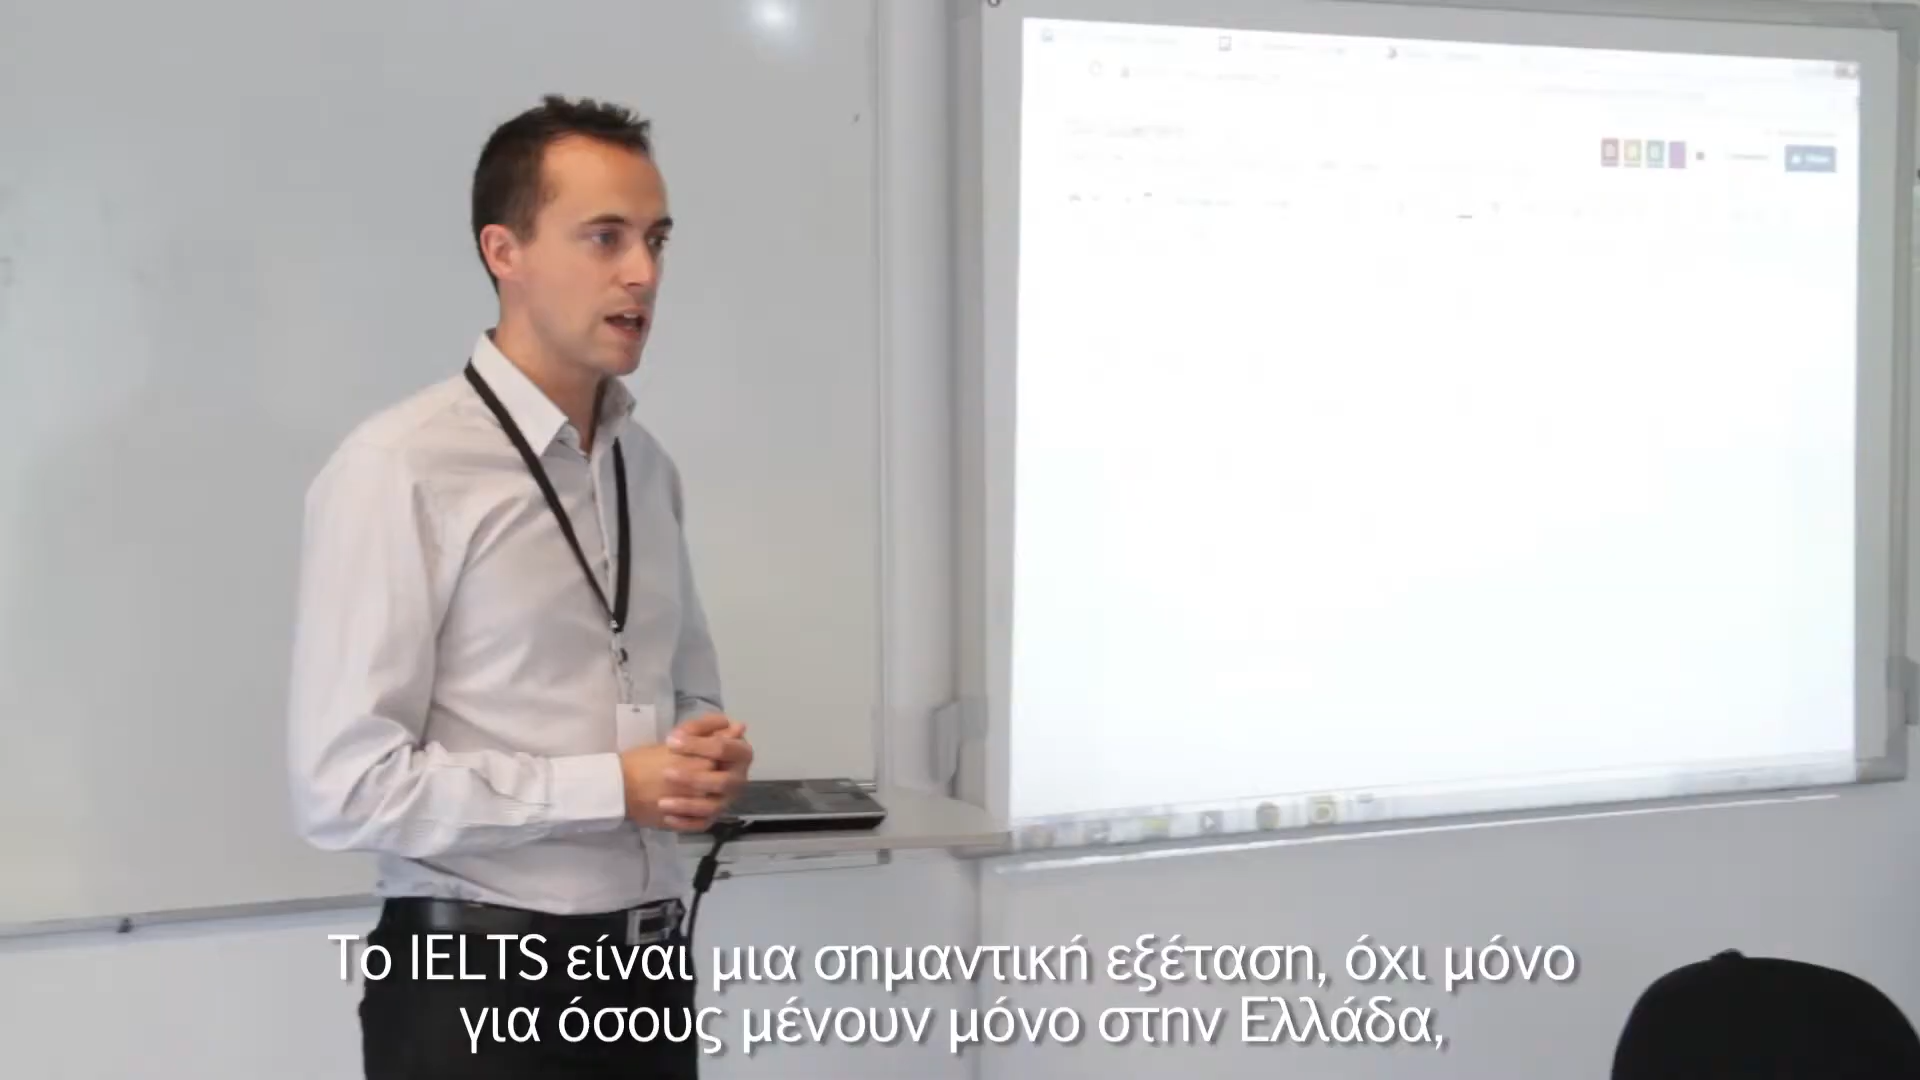 Το IELTS είναι μια σημαντική εξέταση, όχι μόνο
για όσους μένουν μόνο στην Ελλάδα,